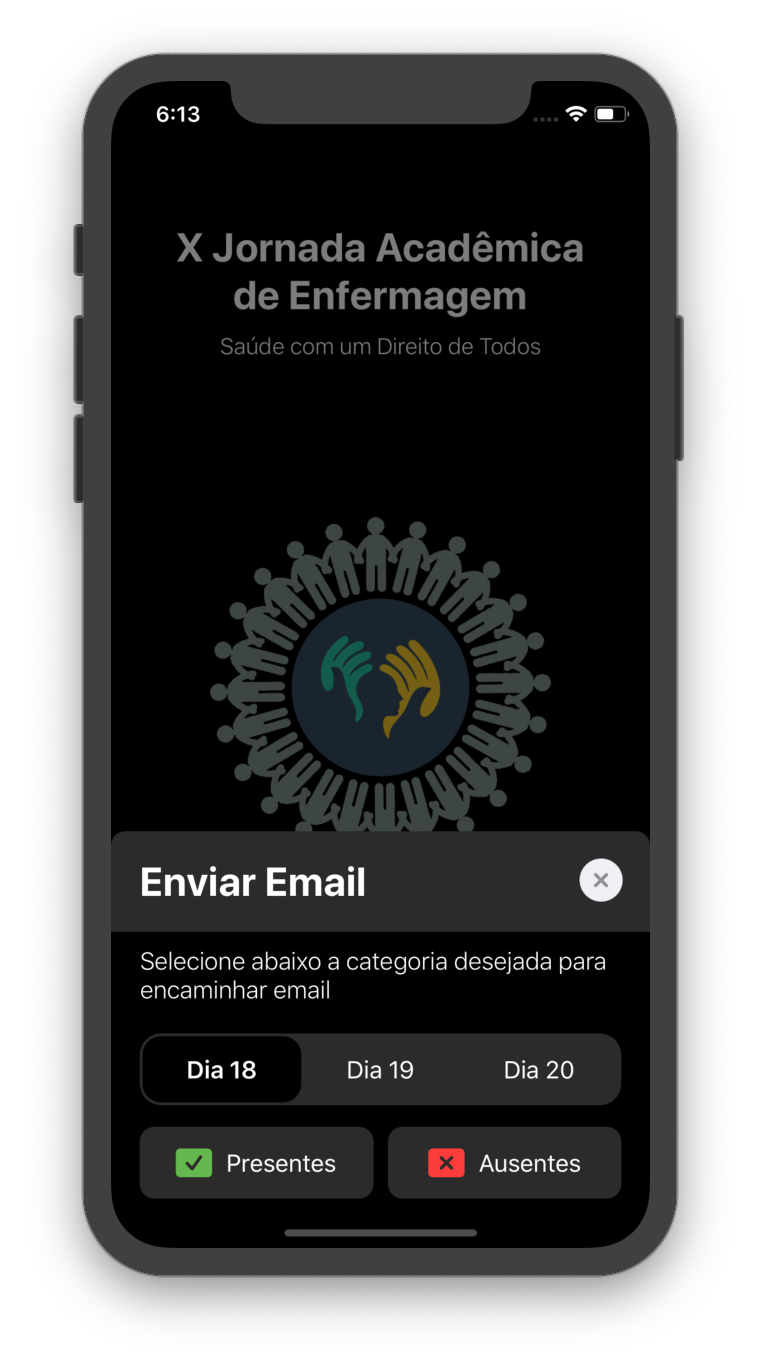 6:13
X Jornada Acadêmica
de Enfermagem
Saúde com um Direito de Todos
Enviar Email
Selecione abaixo a categoria desejada para
encaminhar email
Dia 18
Dia 19
Dia 20
Presentes
Ausentes